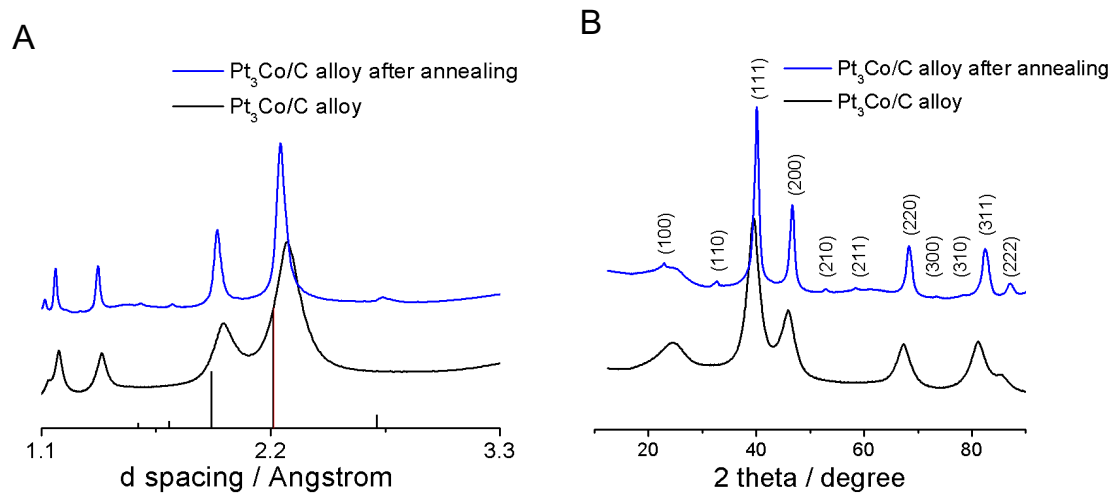 A
Pt₃Co/C alloy after annealing
Pt₃Co/C alloy
1.1
2.2
3.3
d spacing / Angstrom
B
Pt₃Co/C alloy after annealing
Pt₃Co/C alloy
(100)
(110)
(111)
(200)
(210)
(211)
(220)
(300)
(310)
(311)
(222)
20
40
60
80
2 theta / degree